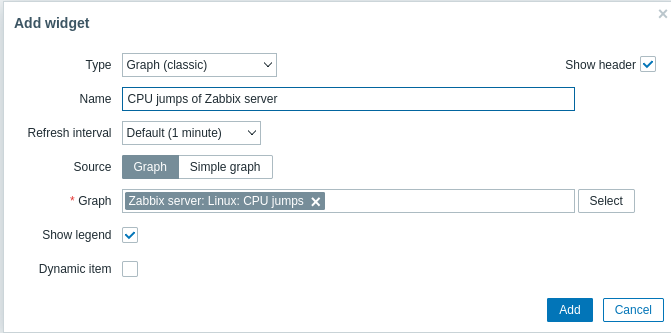 Add widget
Type Graph (classic) Show header
Name CPU jumps of Zabbix server
Refresh interval Default (1 minute)
Source Graph Simple graph
* Graph Zabbix server: Linux: CPU jumps Select
Show legend
Dynamic item
Add Cancel